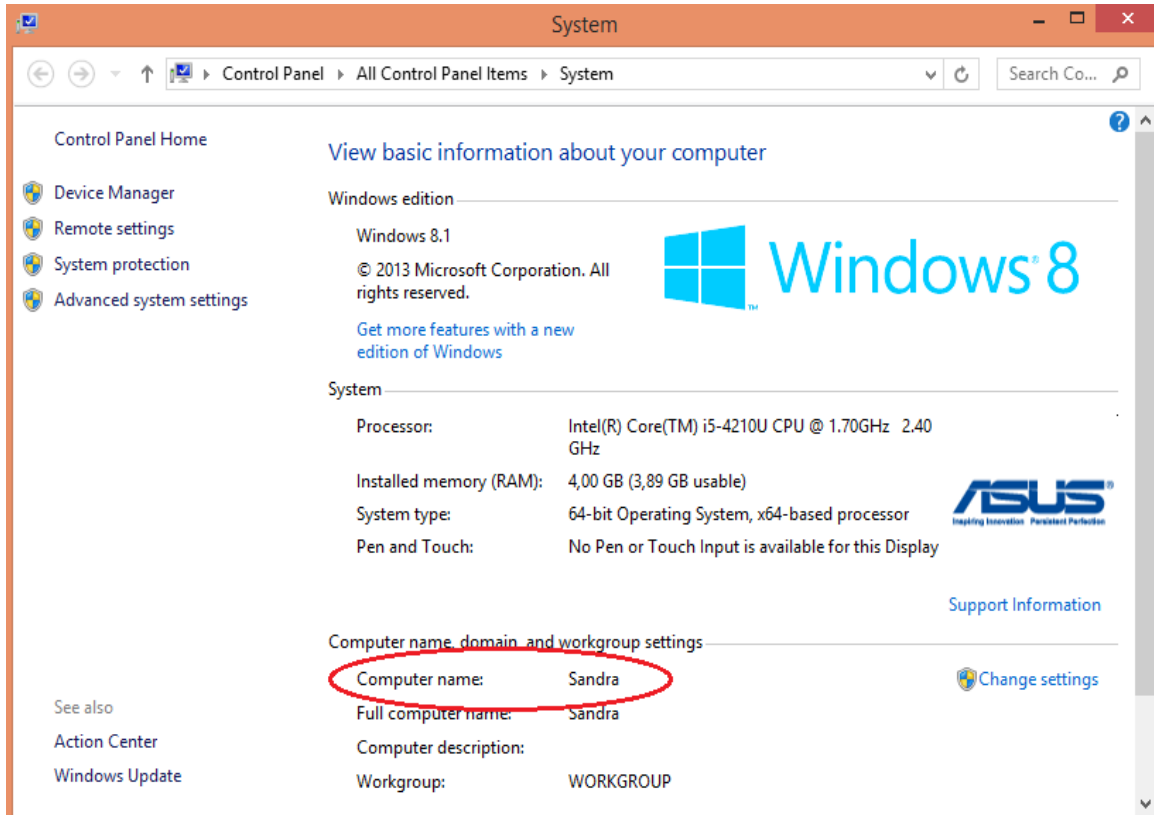 System
Control Panel ▸ All Control Panel Items ▸ System
Search Co...
Control Panel Home
Device Manager
Remote settings
System protection
Advanced system settings
See also
Action Center
Windows Update
View basic information about your computer
Windows edition
Windows 8.1
© 2013 Microsoft Corporation. All
rights reserved.
Get more features with a new
edition of Windows
Windows® 8
TM
System
Processor: Intel(R) Core(TM) i5-4210U CPU @ 1.70GHz 2.40
GHz
Installed memory (RAM): 4,00 GB (3,89 GB usable)
System type: 64-bit Operating System, x64-based processor
Pen and Touch: No Pen or Touch Input is available for this Display
ASUS®
Inspiring Innovation Persistent Perfection
Support Information
Computer name, domain, and workgroup settings
Computer name: Sandra
Change settings
Full computer name: Sandra
Computer description:
Workgroup: WORKGROUP